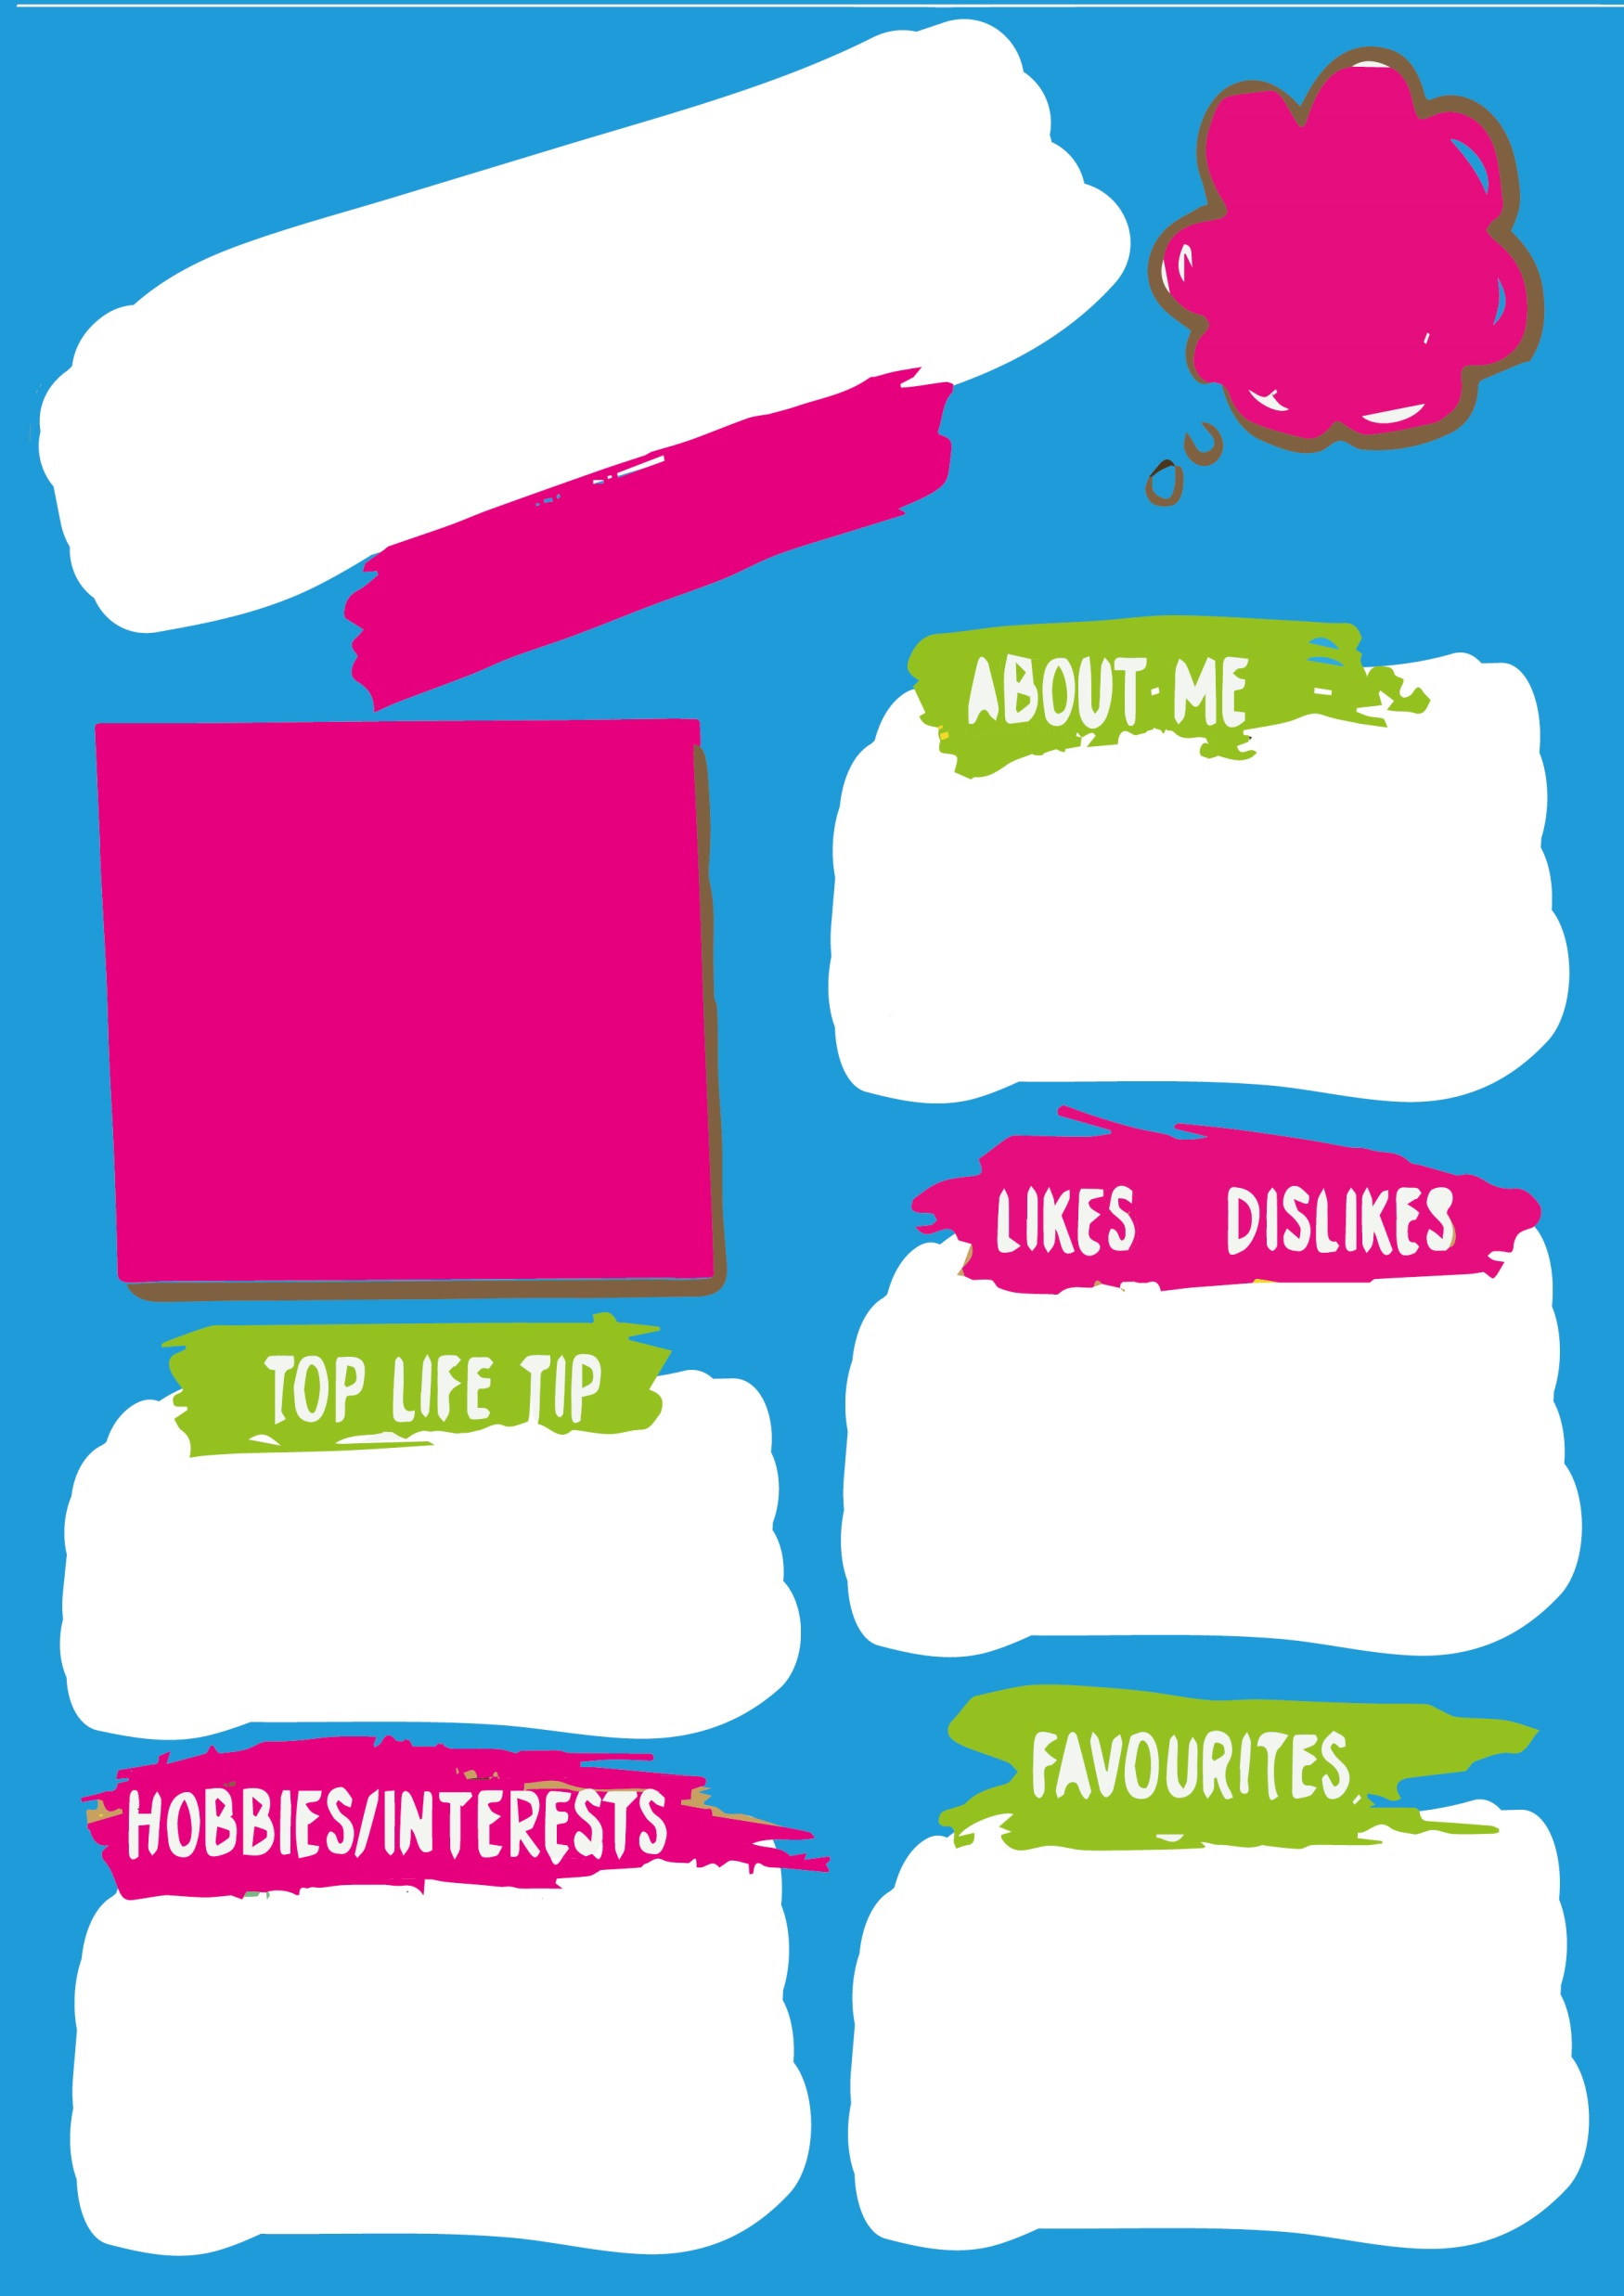 ABOUT ME
LIKES DISLIKES
TOP LIFE TIP
FAVOURITES
HOBBIES/INTERESTS